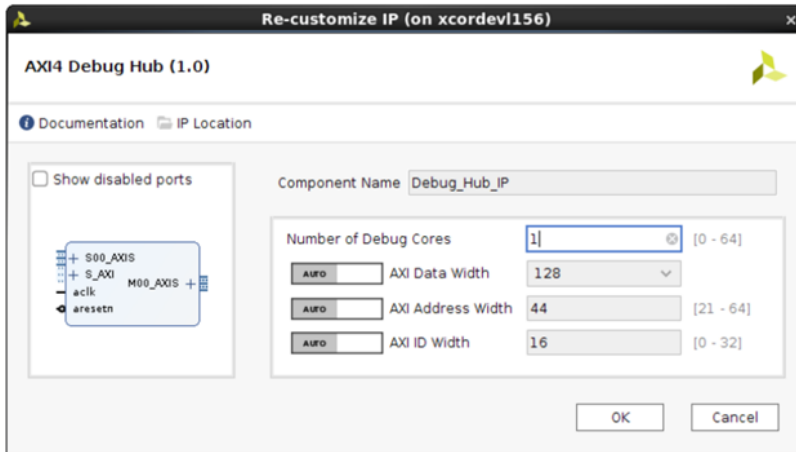 Re-customize IP (on xcordevl156)
AXI4 Debug Hub (1.0)
Documentation IP Location
Show disabled ports
Component Name Debug_Hub_IP
Number of Debug Cores 1 [0 - 64]
AUTO AXI Data Width 128
AUTO AXI Address Width 44 [21 - 64]
AUTO AXI ID Width 16 [0 - 32]
S00_AXIS
S_AXI
M00_AXIS
aclk
aresetn
OK Cancel